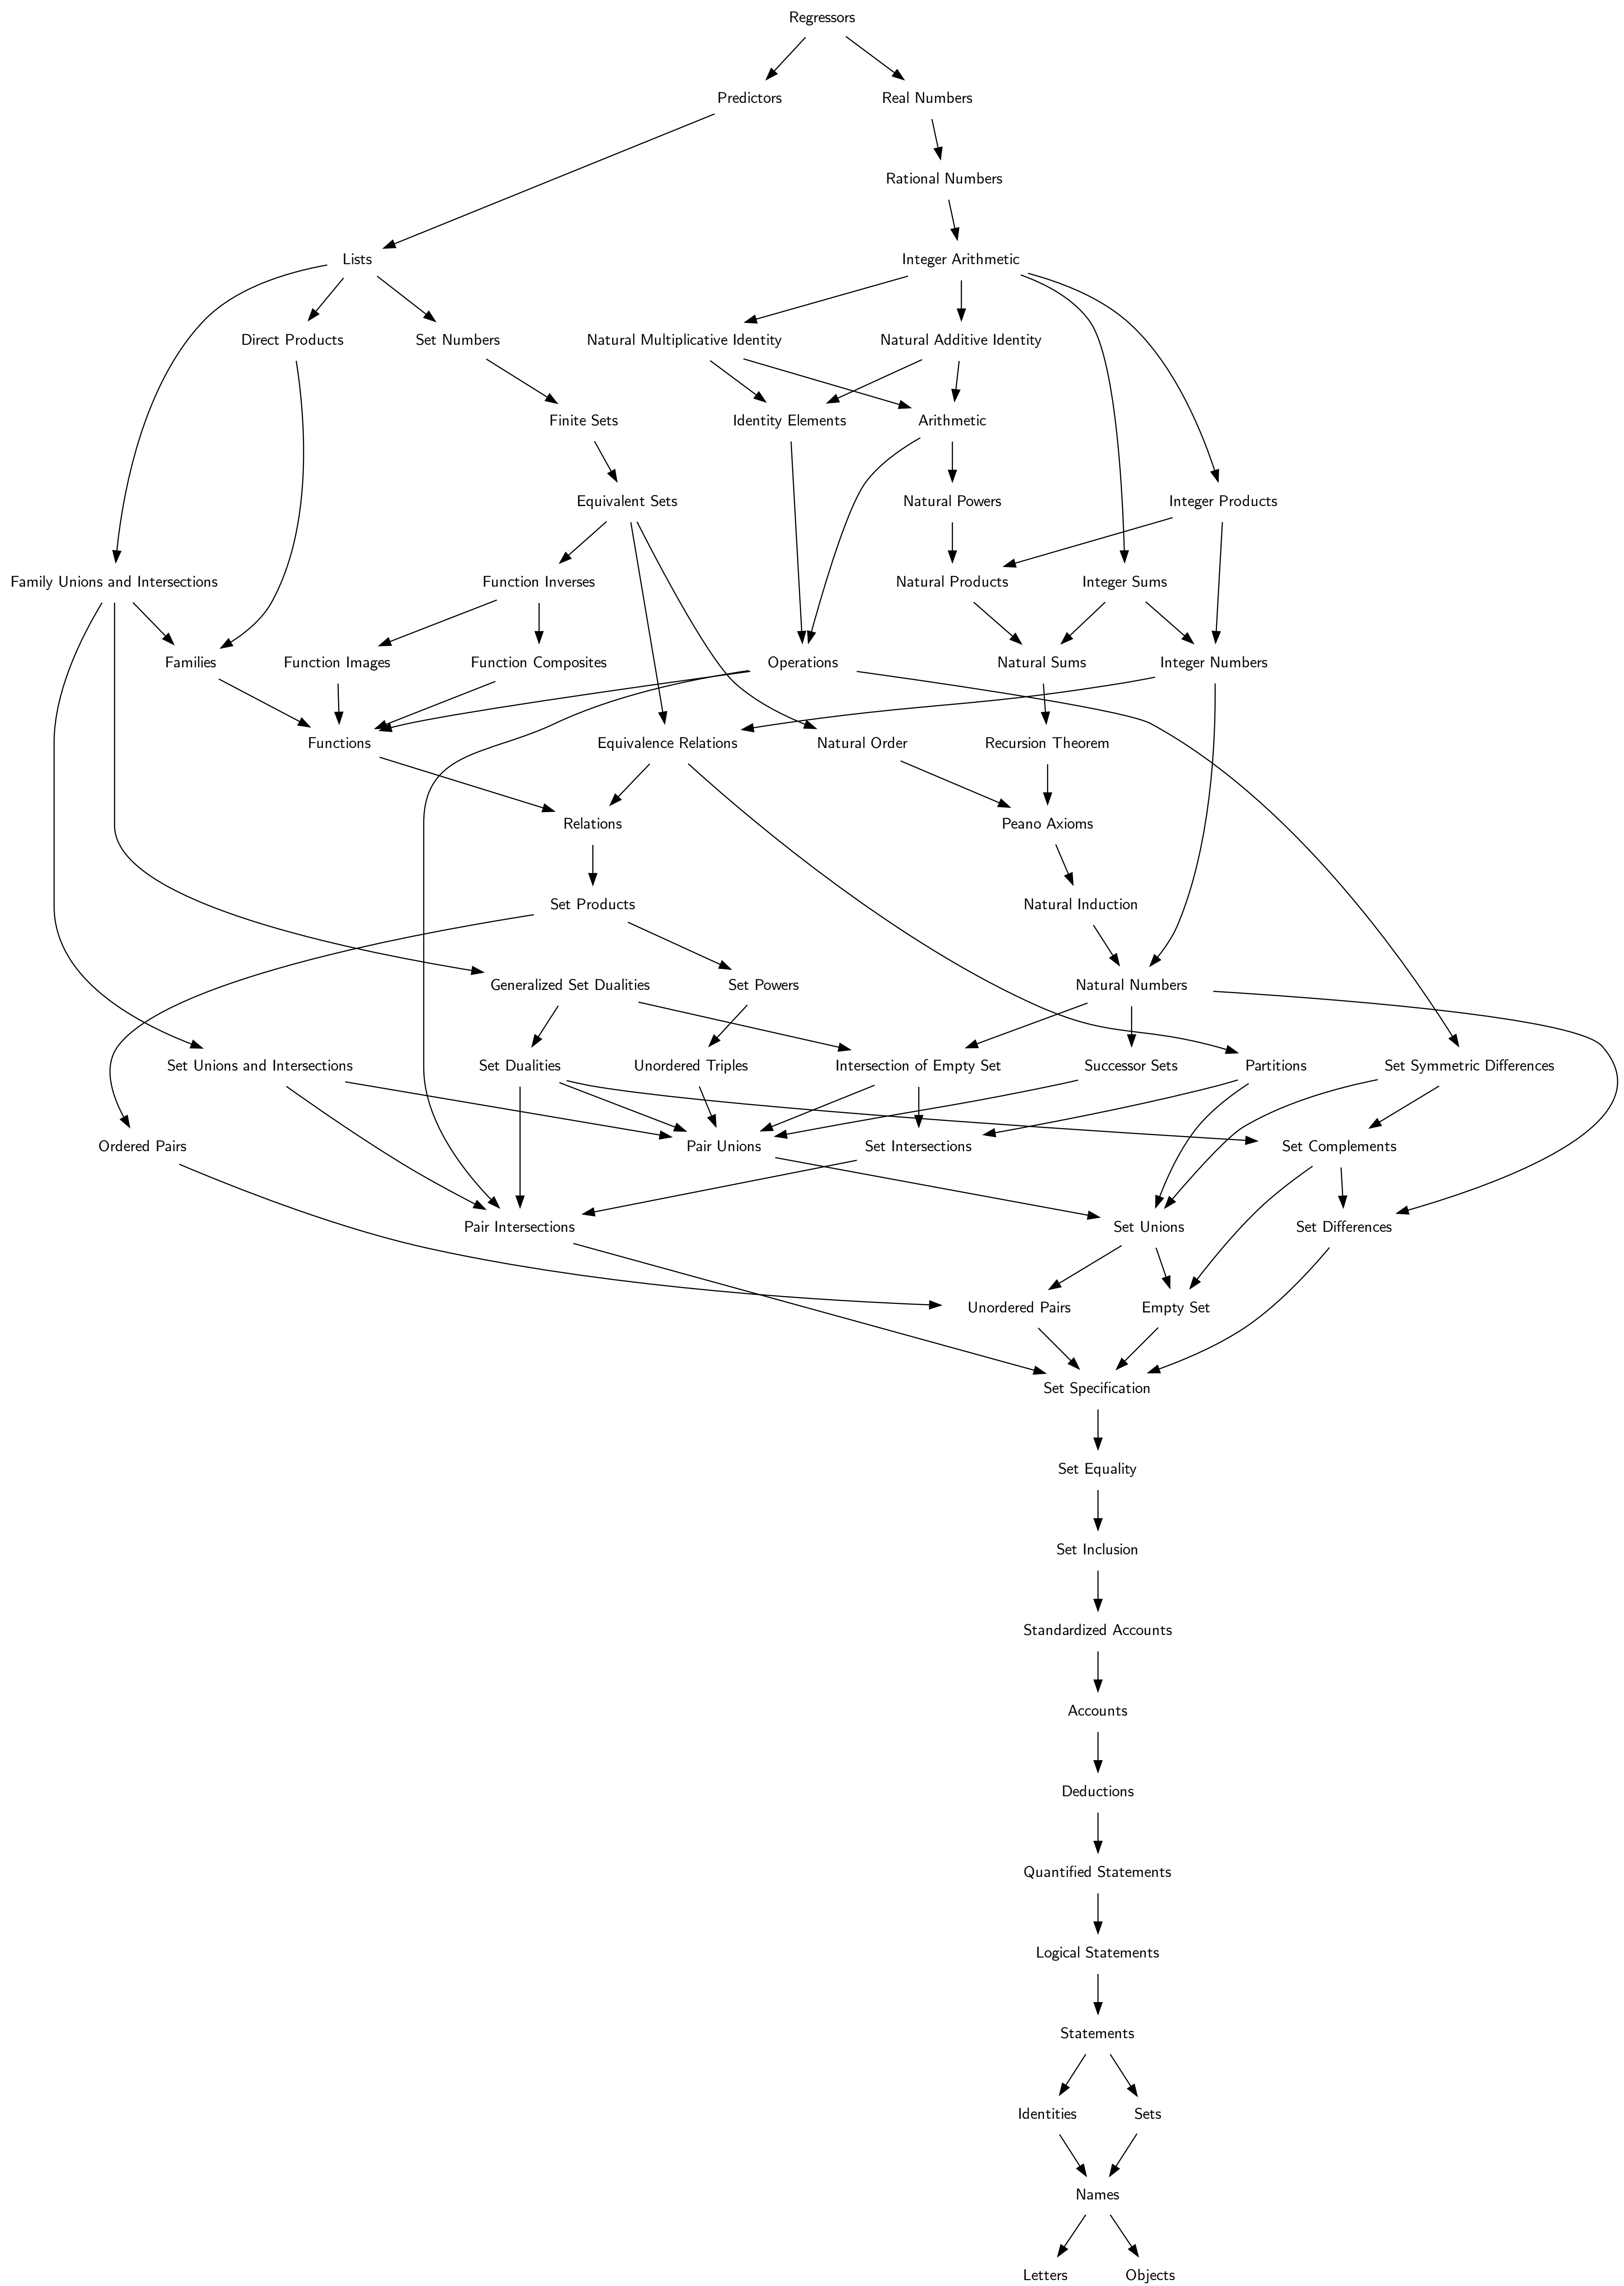 Regressors
Predictors
Real Numbers
Rational Numbers
Lists
Integer Arithmetic
Direct Products
Set Numbers
Natural Multiplicative Identity
Natural Additive Identity
Finite Sets
Identity Elements
Arithmetic
Equivalent Sets
Natural Powers
Integer Products
Family Unions and Intersections
Function Inverses
Natural Products
Integer Sums
Families
Function Images
Function Composites
Operations
Natural Sums
Integer Numbers
Functions
Equivalence Relations
Natural Order
Recursion Theorem
Relations
Peano Axioms
Set Products
Natural Induction
Generalized Set Dualities
Set Powers
Natural Numbers
Set Unions and Intersections
Set Dualities
Unordered Triples
Intersection of Empty Set
Successor Sets
Partitions
Set Symmetric Differences
Ordered Pairs
Pair Unions
Set Intersections
Set Complements
Pair Intersections
Set Unions
Set Differences
Unordered Pairs
Empty Set
Set Specification
Set Equality
Set Inclusion
Standardized Accounts
Accounts
Deductions
Quantified Statements
Logical Statements
Statements
Identities
Sets
Names
Letters
Objects